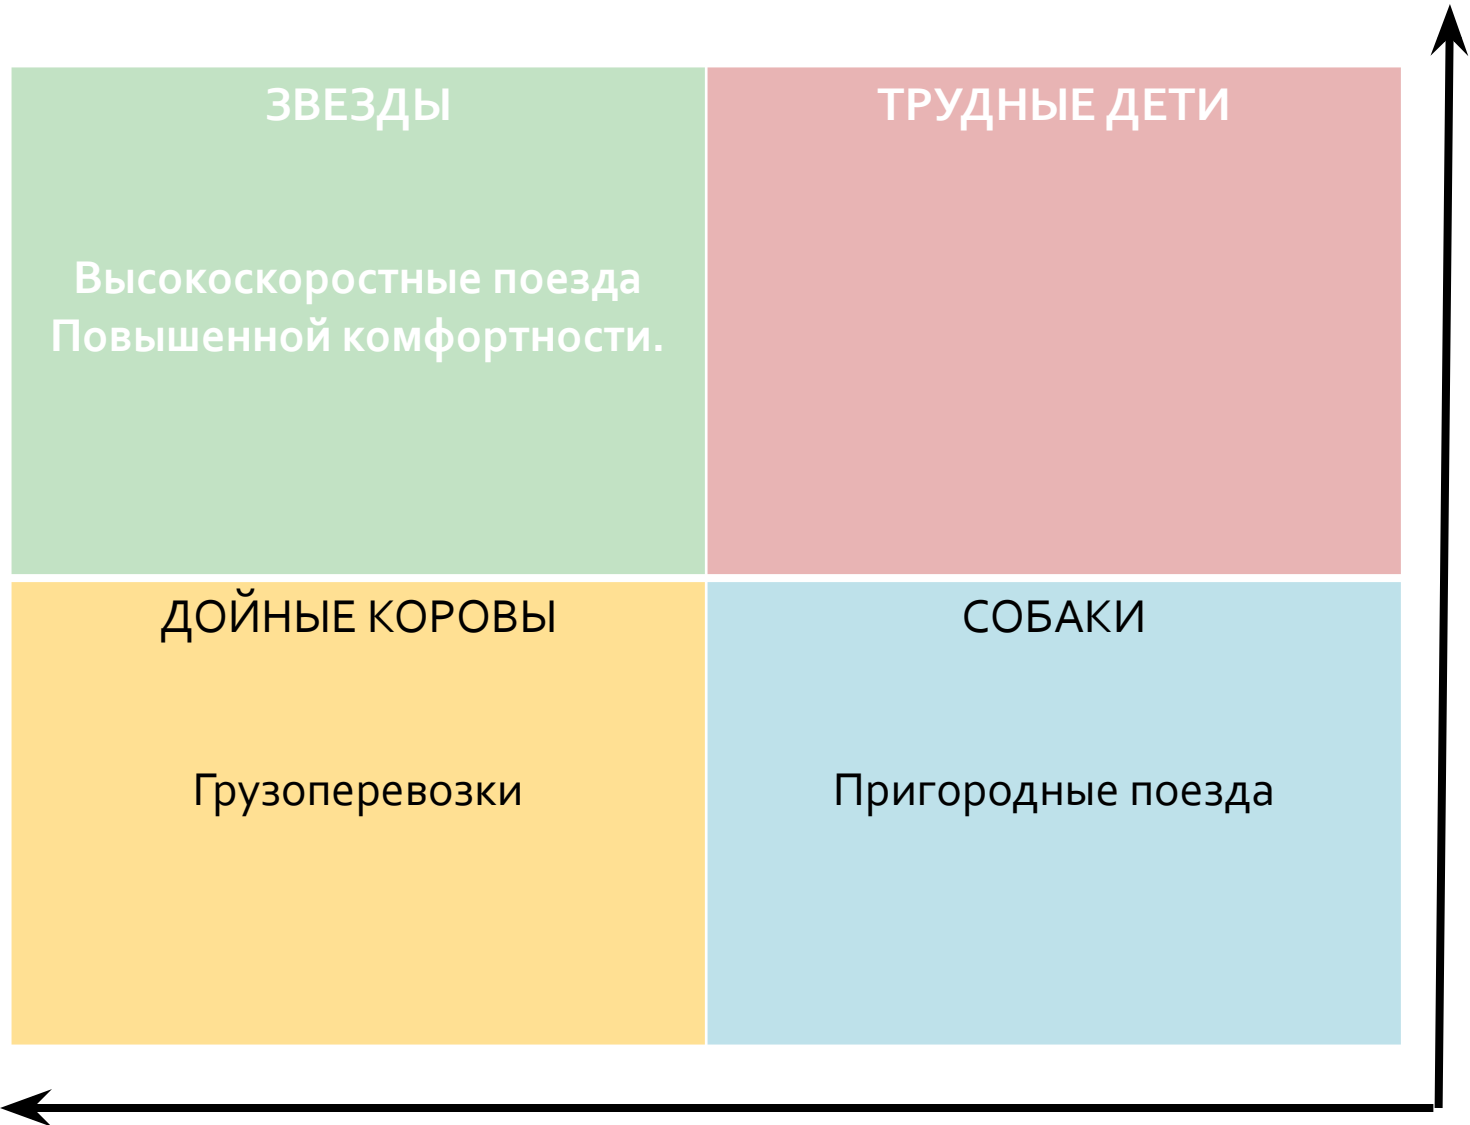 ЗВЕЗДЫ
Высокоскоростные поезда
Повышенной комфортности.
ТРУДНЫЕ ДЕТИ
ДОЙНЫЕ КОРОВЫ
Грузоперевозки
СОБАКИ
Пригородные поезда